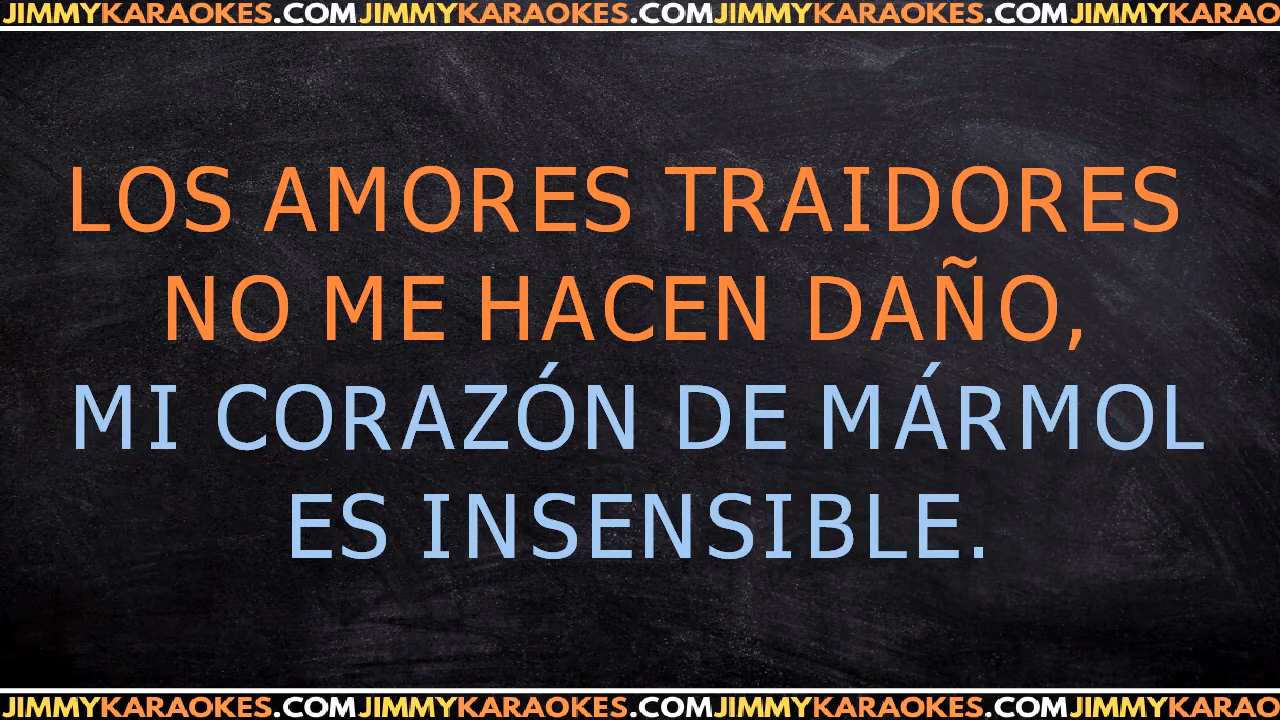 JIMMYKARAOKES.COMJIMMYKARAOKES.COMJIMMYKARAOKES.COMJIMMYKARAO
LOS AMORES TRAIDORES
NO ME HACEN DAÑO,
MI CORAZÓN DE MÁRMOL
ES INSENSIBLE.
JIMMYKARAOKES.COMJIMMYKARAOKES.COMJIMMYKARAOKES.COMJIMMYKARAO